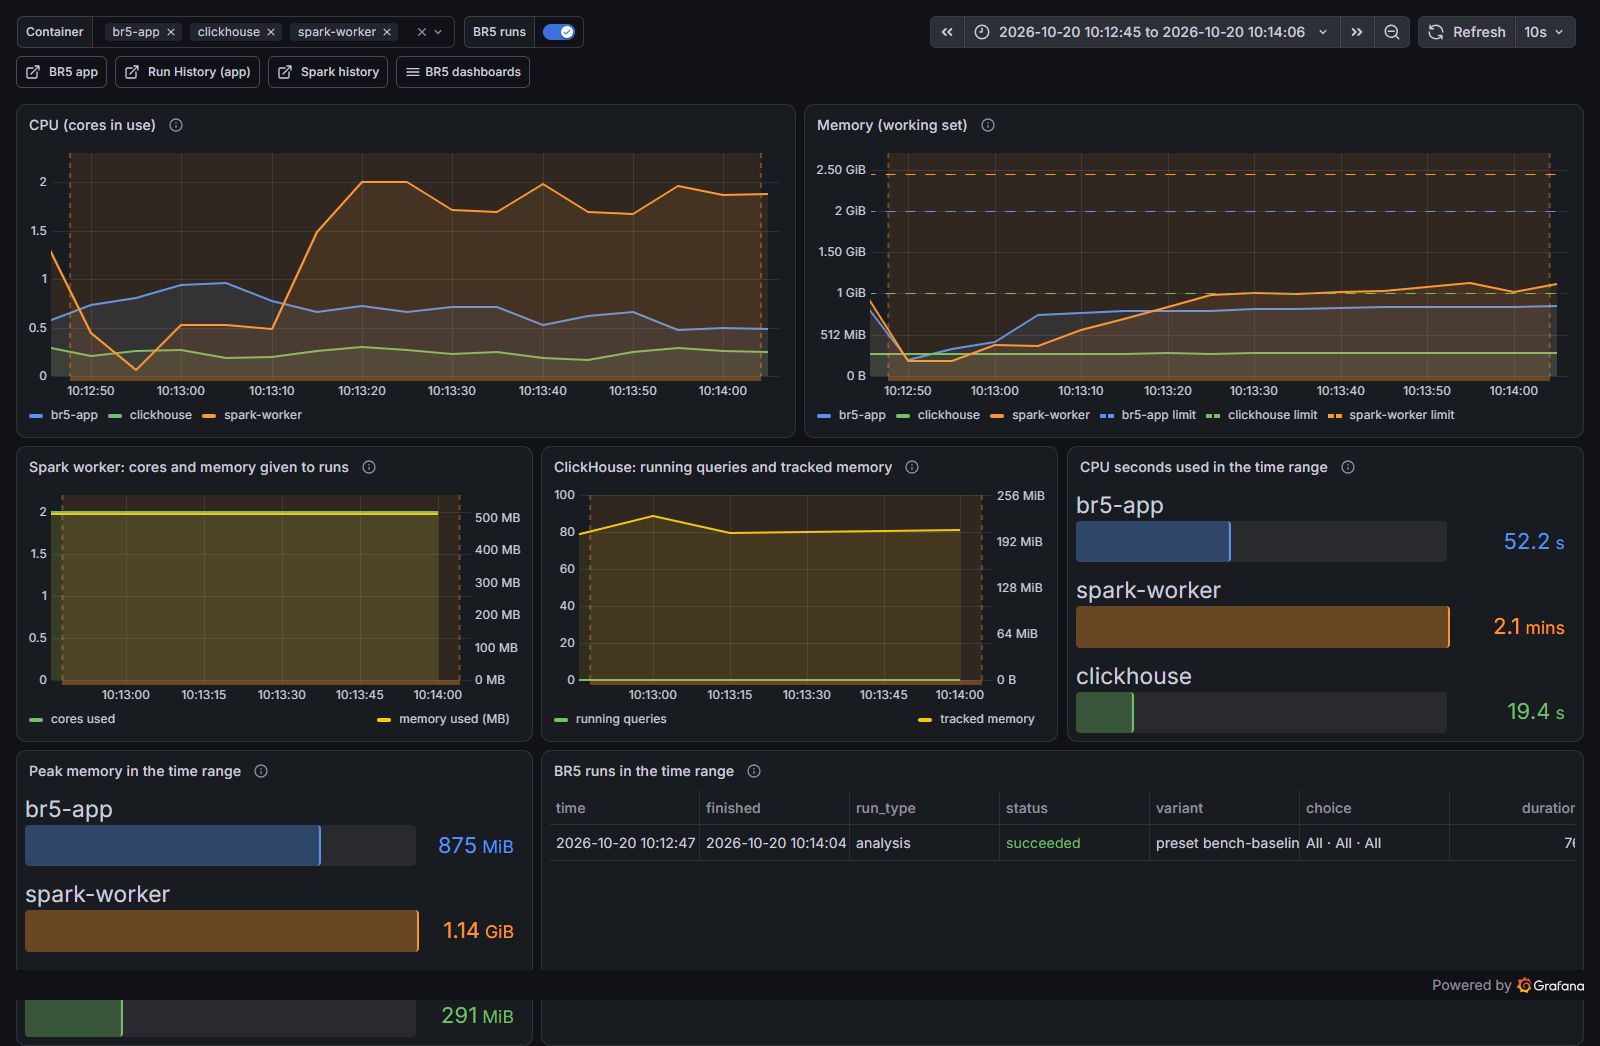 Container br5-app × clickhouse × spark-worker ×
BR5 runs
2026-10-20 10:12:45 to 2026-10-20 10:14:06
Refresh 10s
BR5 app
Run History (app)
Spark history
BR5 dashboards
CPU (cores in use)
2
1.5
1
0.5
0
10:12:50 10:13:00 10:13:10 10:13:20 10:13:30 10:13:40 10:13:50 10:14:00
br5-app clickhouse spark-worker
Memory (working set)
2.50 GiB
2 GiB
1.50 GiB
1 GiB
512 MiB
0 B
10:12:50 10:13:00 10:13:10 10:13:20 10:13:30 10:13:40 10:13:50 10:14:00
br5-app clickhouse spark-worker br5-app limit clickhouse limit spark-worker limit
Spark worker: cores and memory given to runs
2
1.5
1
0.5
0
500 MB
400 MB
300 MB
200 MB
100 MB
0 MB
10:13:00 10:13:15 10:13:30 10:13:45 10:14:00
cores used memory used (MB)
ClickHouse: running queries and tracked memory
100
80
60
40
20
0
256 MiB
192 MiB
128 MiB
64 MiB
0 B
10:13:00 10:13:15 10:13:30 10:13:45 10:14:00
running queries tracked memory
CPU seconds used in the time range
br5-app
52.2 s
spark-worker
2.1 mins
clickhouse
19.4 s
Peak memory in the time range
br5-app
875 MiB
spark-worker
1.14 GiB
291 MiB
BR5 runs in the time range
time finished run_type status variant choice duration
2026-10-20 10:12:47 2026-10-20 10:14:04 analysis succeeded preset bench-baselin All · All · All 76
Powered by Grafana